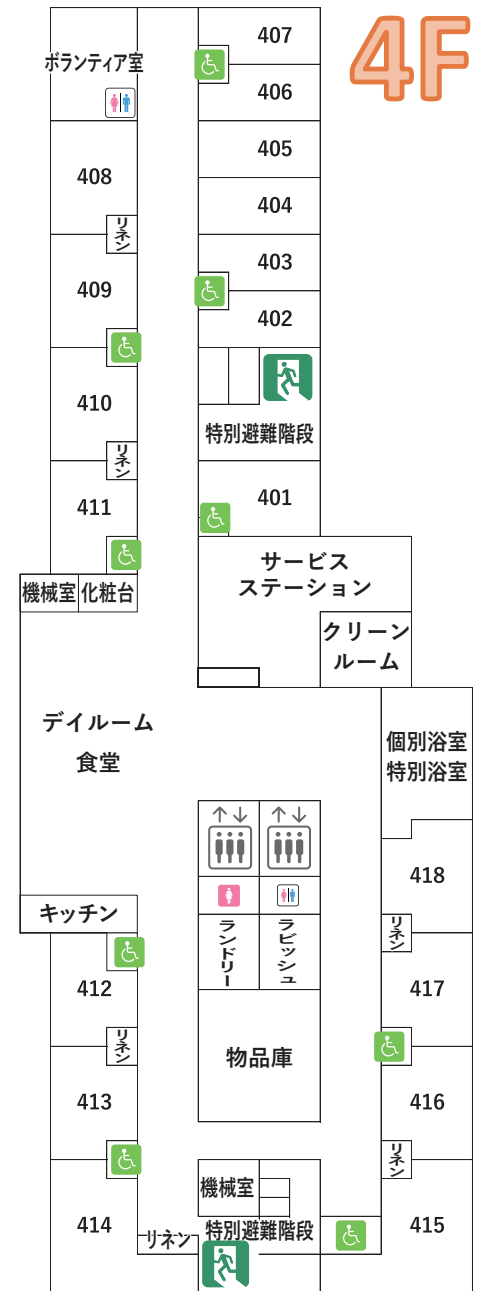 4F
407
ボランティア室
406
405
408
404
リネン
403
409
402
410
特別避難階段
リネン
401
411
サービス
ステーション
機械室
化粧台
クリーン
ルーム
デイルーム
食堂
個別浴室
特別浴室
418
キッチン
リネン
ランドリー
ラビッシュ
412
417
リネン
物品庫
413
416
リネン
機械室
414
415
リネン
特別避難階段